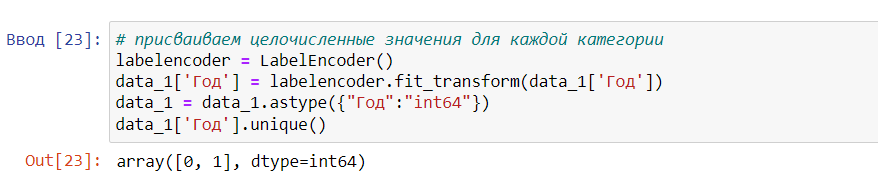 Ввод [23]: # присваиваем целочисленные значения для каждой категории
labelencoder = LabelEncoder()
data_1['Год'] = labelencoder.fit_transform(data_1['Год'])
data_1 = data_1.astype({"Год":"int64"})
data_1['Год'].unique()
Out[23]: array([0, 1], dtype=int64)